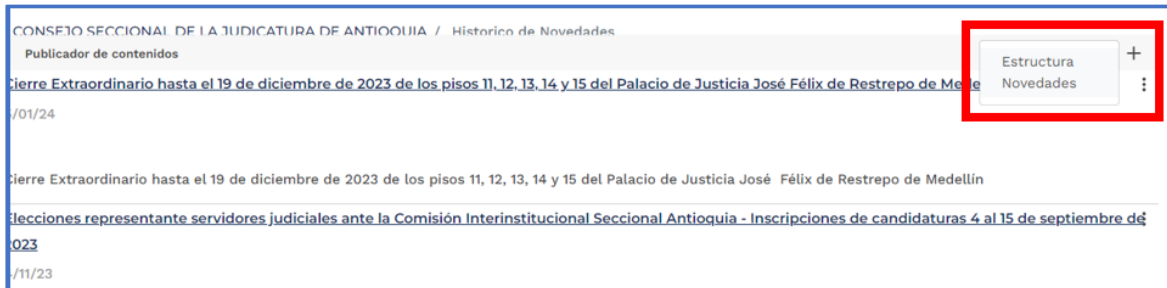 CONSEJO SECCIONAL DE LA JUDICATURA DE ANTIOQUIA / Historico de Novedades
Publicador de contenidos
Estructura
Novedades
Cierre Extraordinario hasta el 19 de diciembre de 2023 de los pisos 11, 12, 13, 14 y 15 del Palacio de Justicia José Félix de Restrepo de Mede
/01/24
Cierre Extraordinario hasta el 19 de diciembre de 2023 de los pisos 11, 12, 13, 14 y 15 del Palacio de Justicia José Félix de Restrepo de Medellín
Elecciones representante servidores judiciales ante la Comisión Interinstitucional Seccional Antioquia - Inscripciones de candidaturas 4 al 15 de septiembre de
2023
/11/23